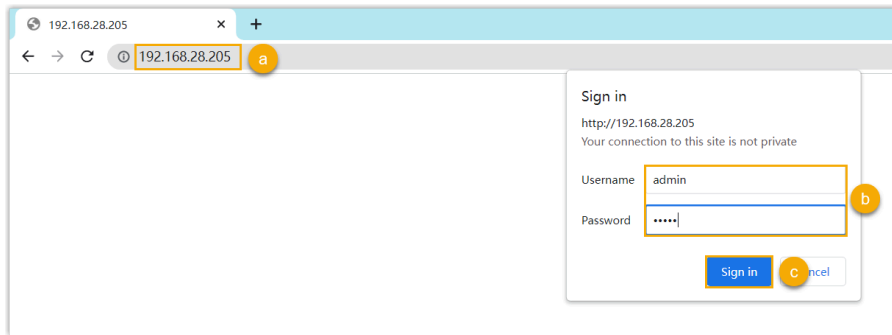 192.168.28.205
192.168.28.205
a
Sign in
http://192.168.28.205
Your connection to this site is not private
Username admin
b
Password •••••
Sign in c ncel